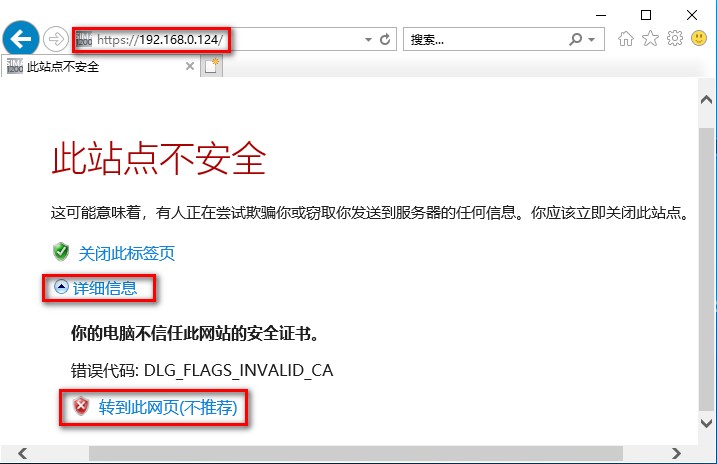 https://192.168.0.124/
搜索...
此站点不安全
此站点不安全
这可能意味着，有人正在尝试欺骗你或窃取你发送到服务器的任何信息。你应该立即关闭此站点。
关闭此标签页
详细信息
你的电脑不信任此网站的安全证书。
错误代码: DLG_FLAGS_INVALID_CA
转到此网页(不推荐)